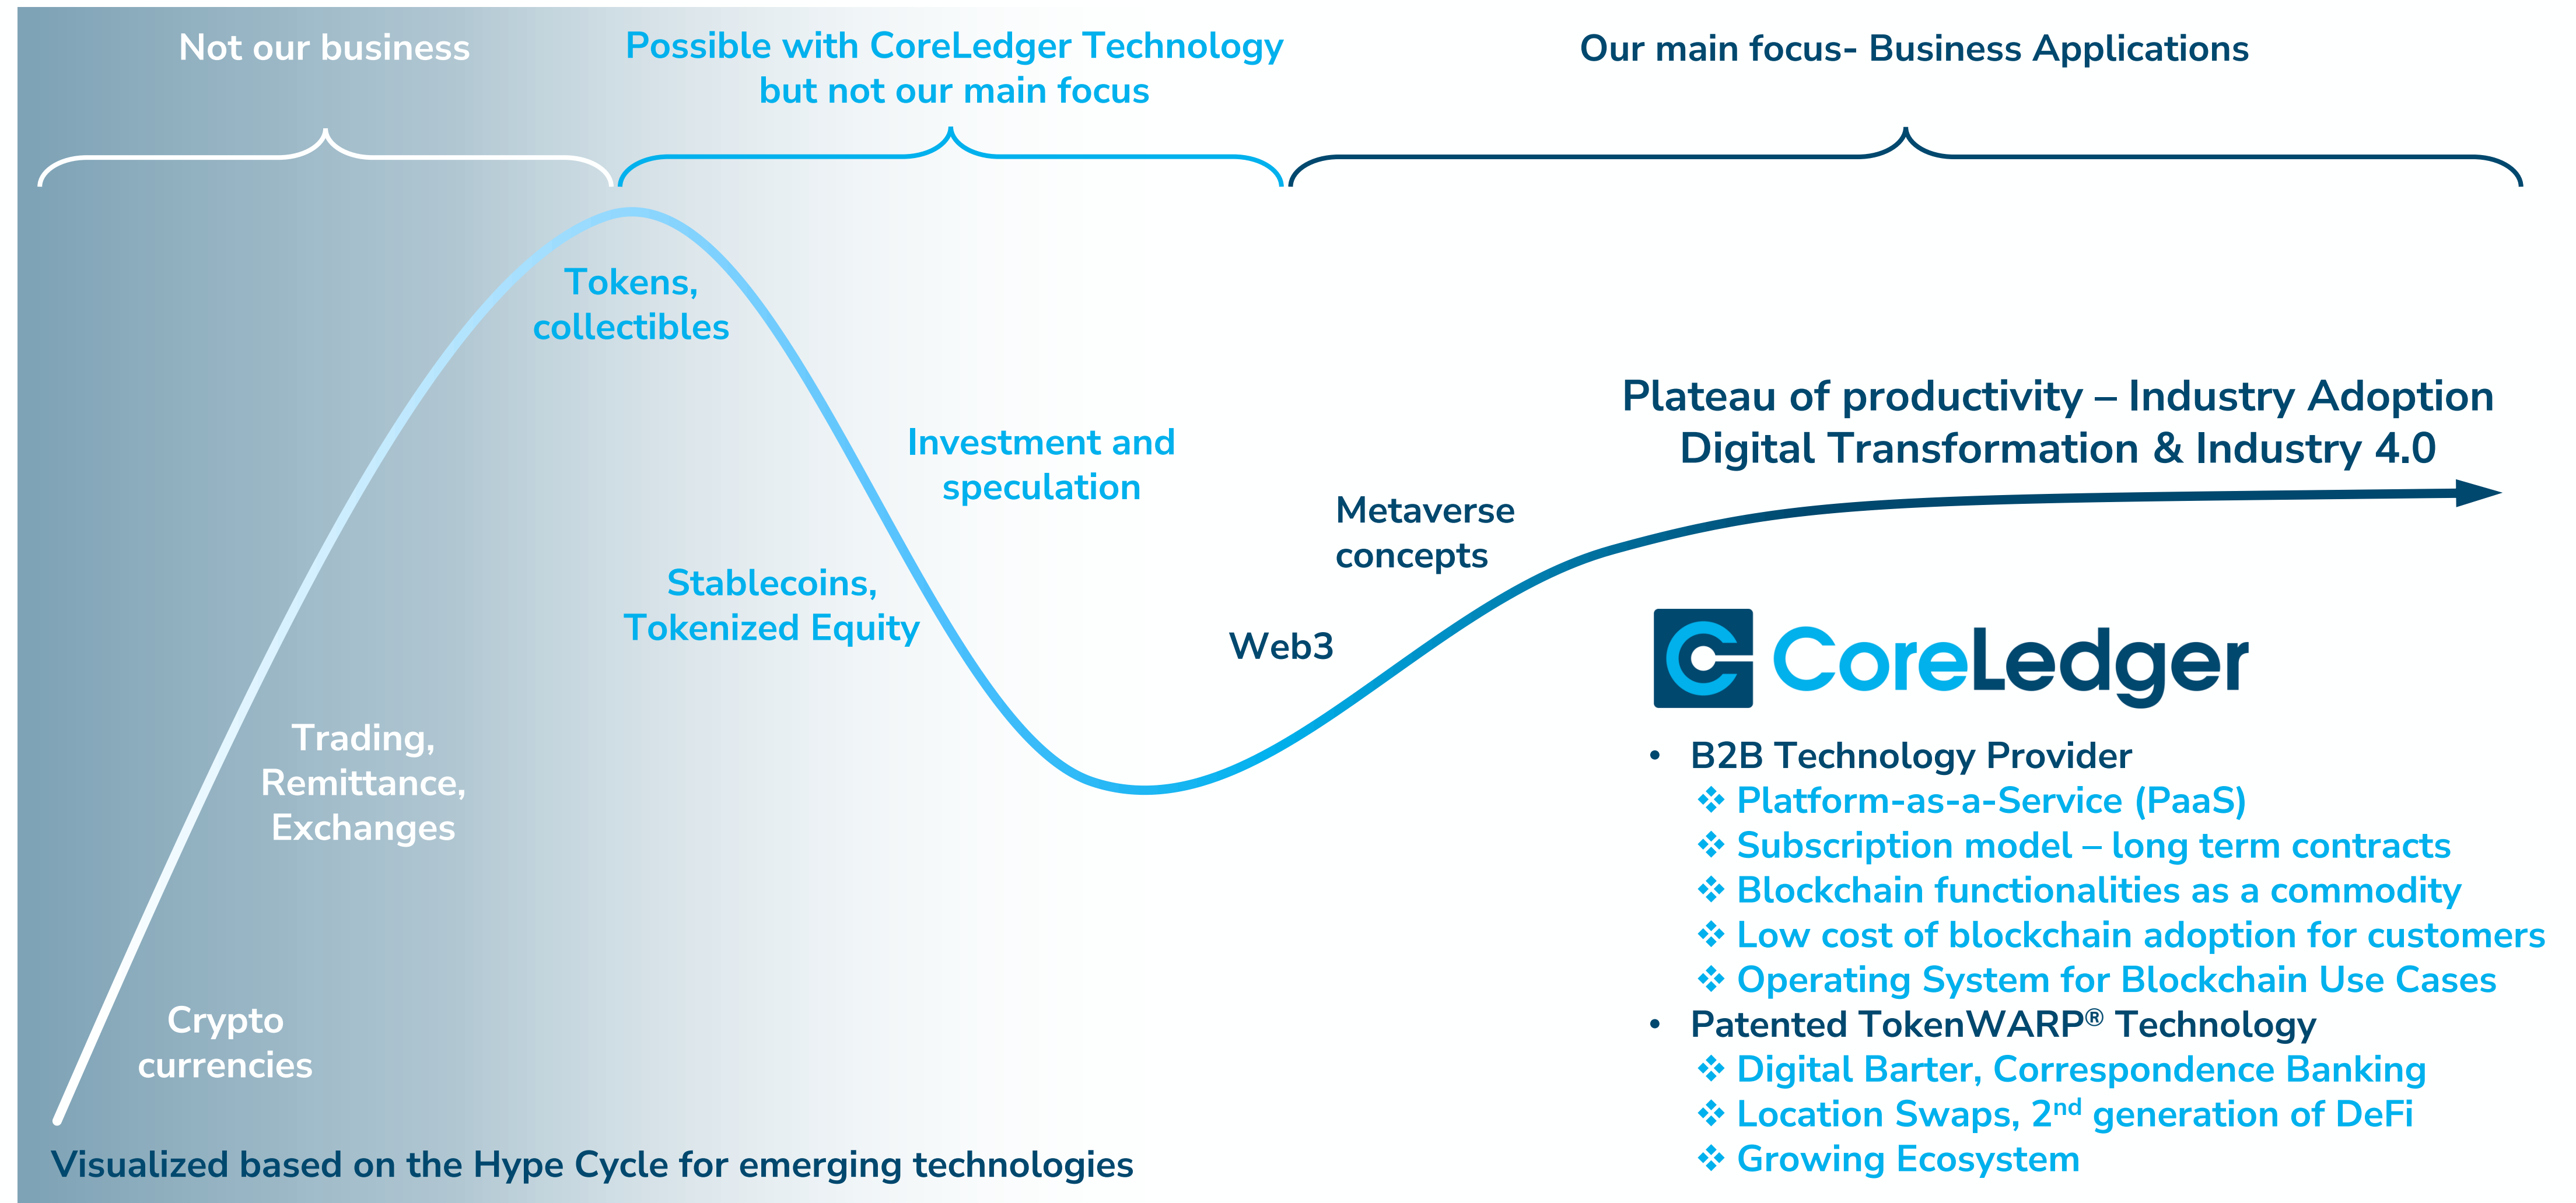 Not our business
Possible with CoreLedger Technology
but not our main focus
Our main focus- Business Applications
Tokens,
collectibles
Investment and
speculation
Stablecoins,
Tokenized Equity
Trading,
Remittance,
Exchanges
Crypto
currencies
Web3
Metaverse
concepts
Plateau of productivity – Industry Adoption
Digital Transformation & Industry 4.0
CoreLedger
• B2B Technology Provider
❖ Platform-as-a-Service (PaaS)
❖ Subscription model – long term contracts
❖ Blockchain functionalities as a commodity
❖ Low cost of blockchain adoption for customers
❖ Operating System for Blockchain Use Cases
• Patented TokenWARP® Technology
❖ Digital Barter, Correspondence Banking
❖ Location Swaps, 2nd generation of DeFi
❖ Growing Ecosystem
Visualized based on the Hype Cycle for emerging technologies